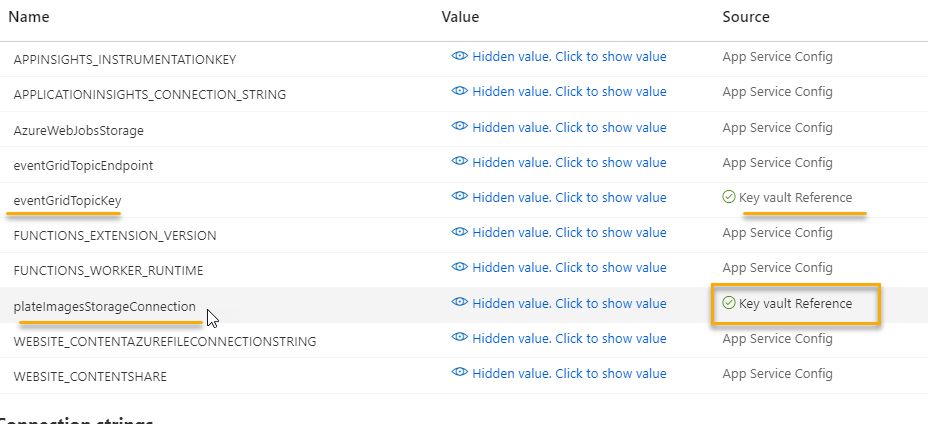 Name Value Source
APPINSIGHTS_INSTRUMENTATIONKEY Hidden value. Click to show value App Service Config
APPLICATIONINSIGHTS_CONNECTION_STRING Hidden value. Click to show value App Service Config
AzureWebJobsStorage Hidden value. Click to show value App Service Config
eventGridTopicEndpoint Hidden value. Click to show value App Service Config
eventGridTopicKey Hidden value. Click to show value Key vault Reference
FUNCTIONS_EXTENSION_VERSION Hidden value. Click to show value App Service Config
FUNCTIONS_WORKER_RUNTIME Hidden value. Click to show value App Service Config
plateImagesStorageConnection Hidden value. Click to show value Key vault Reference
WEBSITE_CONTENTAZUREFILECONNECTIONSTRING Hidden value. Click to show value App Service Config
WEBSITE_CONTENTSHARE Hidden value. Click to show value App Service Config
Connection strings